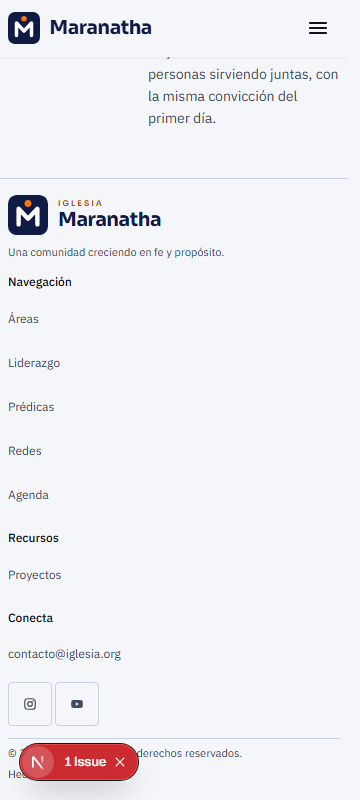 Maranatha
personas sirviendo juntas, con
la misma convicción del
primer día.
IGLESIA
Maranatha
Una comunidad creciendo en fe y propósito.
Navegación
Áreas
Liderazgo
Prédicas
Redes
Agenda
Recursos
Proyectos
Conecta
contacto@iglesia.org
© derechos reservados.
N 1 Issue